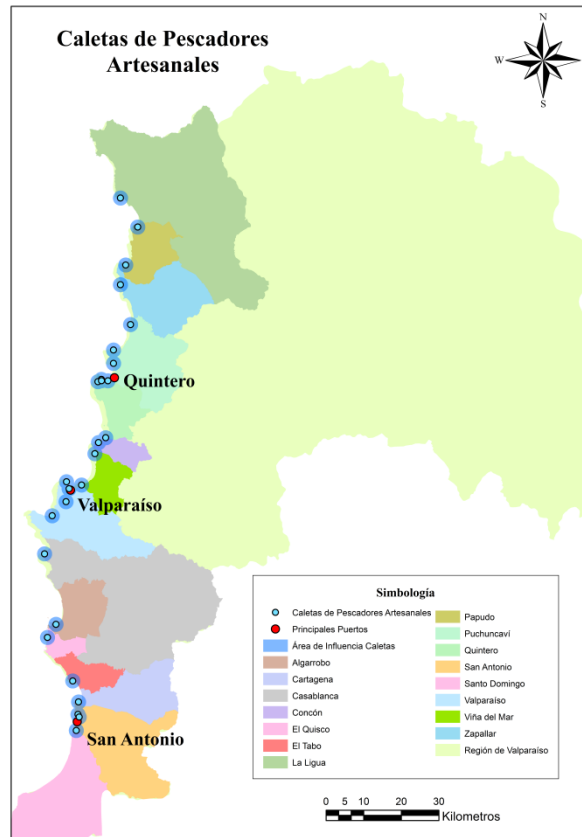 Caletas de Pescadores
Artesanales
N
W
E
S
Quintero
Valparaíso
San Antonio
Simbología
Caletas de Pescadores Artesanales
Principales Puertos
Área de Influencia Caletas
Algarrobo
Cartagena
Casablanca
Concón
El Quisco
El Tabo
La Ligua
Papudo
Puchuncaví
Quintero
San Antonio
Santo Domingo
Valparaíso
Viña del Mar
Zapallar
Región de Valparaíso
0 5 10 20 30
Kilometros